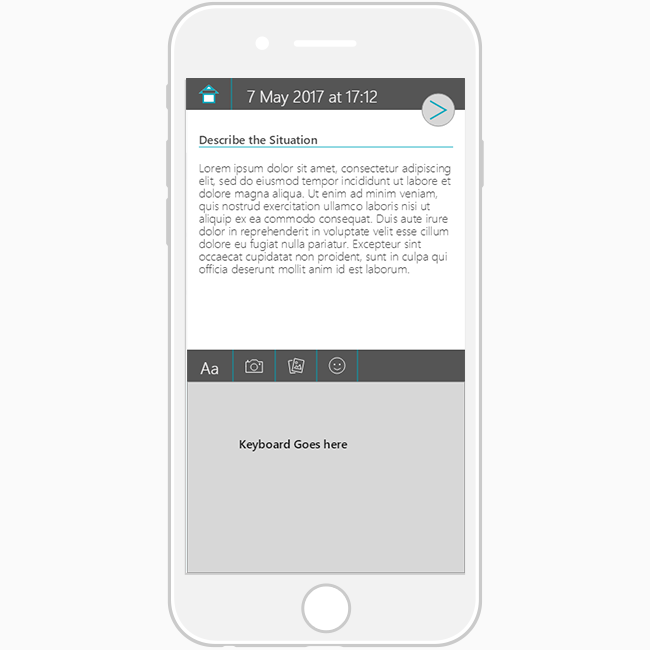 7 May 2017 at 17:12
Describe the Situation
Lorem ipsum dolor sit amet, consectetur adipiscing
elit, sed do eiusmod tempor incididunt ut labore et
dolore magna aliqua. Ut enim ad minim veniam,
quis nostrud exercitation ullamco laboris nisi ut
aliquip ex ea commodo consequat. Duis aute irure
dolor in reprehenderit in voluptate velit esse cillum
dolore eu fugiat nulla pariatur. Excepteur sint
occaecat cupidatat non proident, sunt in culpa qui
officia deserunt mollit anim id est laborum.
Aa
Keyboard Goes here